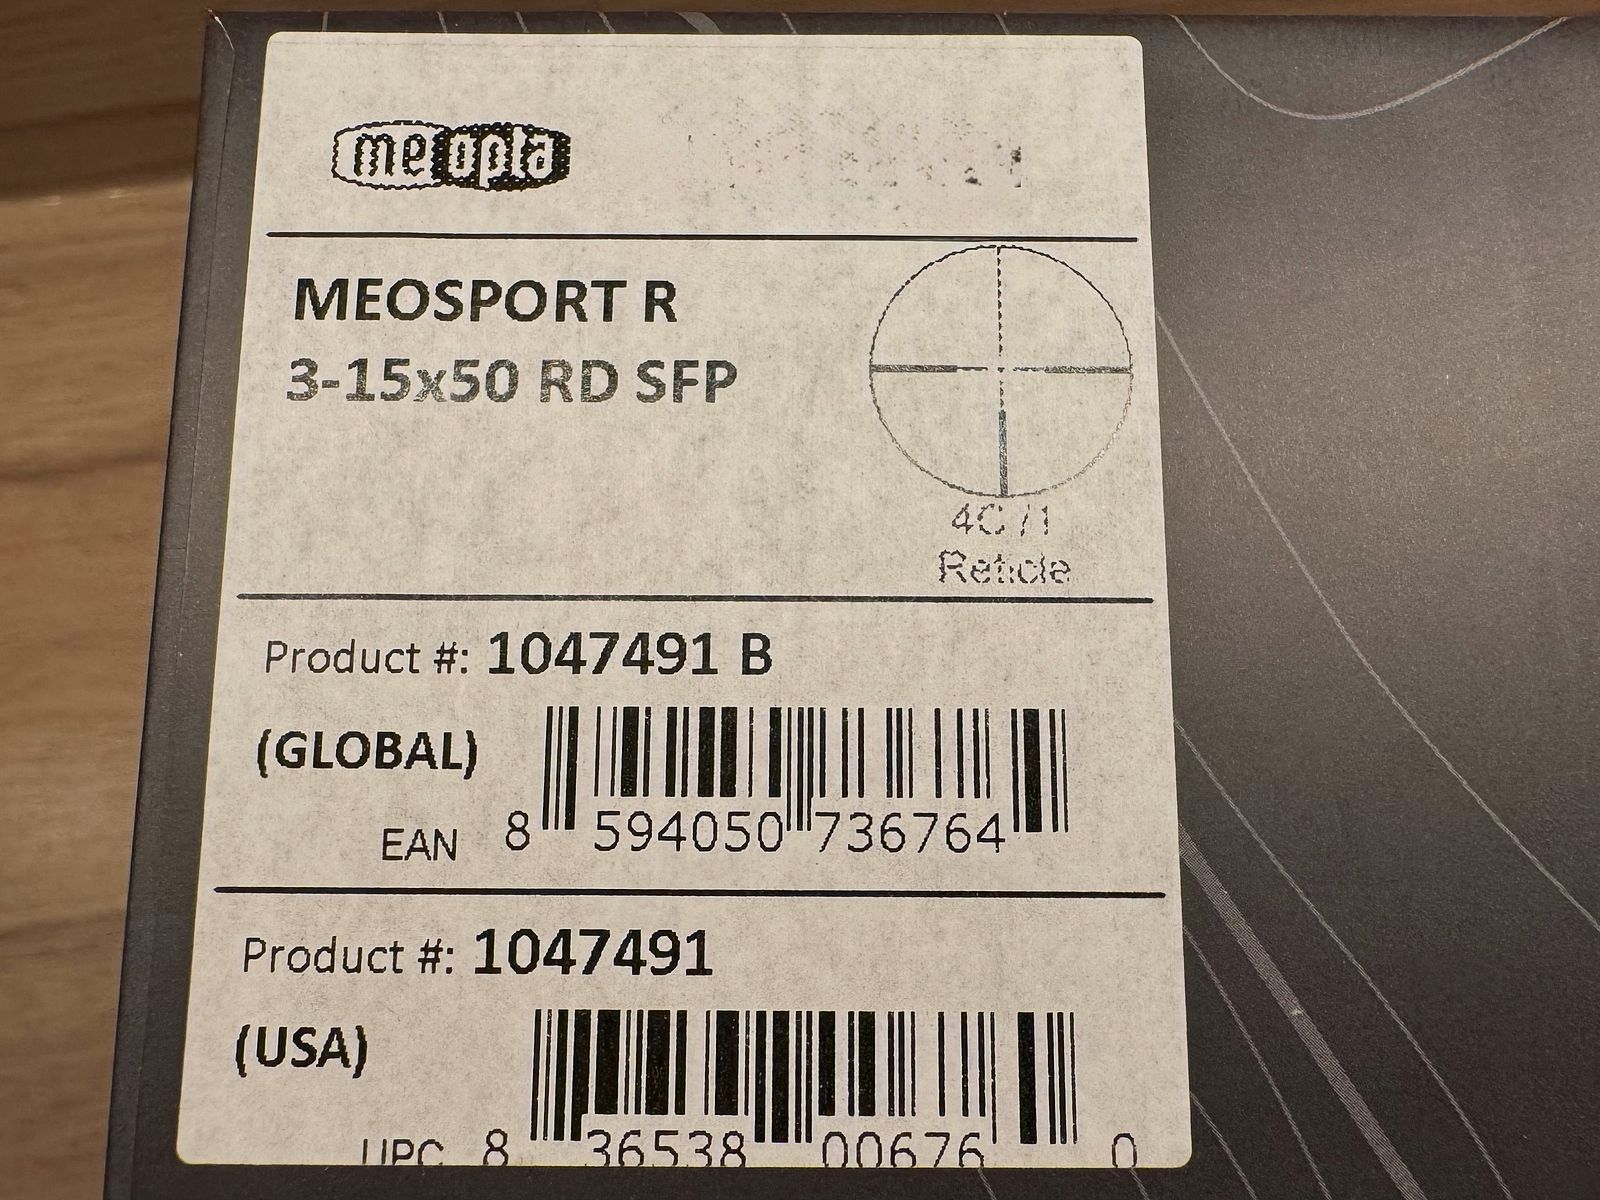 meopta
MEOSPORT R
3-15x50 RD SFP
4C /1
Reticle
Product #: 1047491 B
(GLOBAL)
EAN 8 594050 736764
Product #: 1047491
(USA)
UPC 8 36538 00676 0